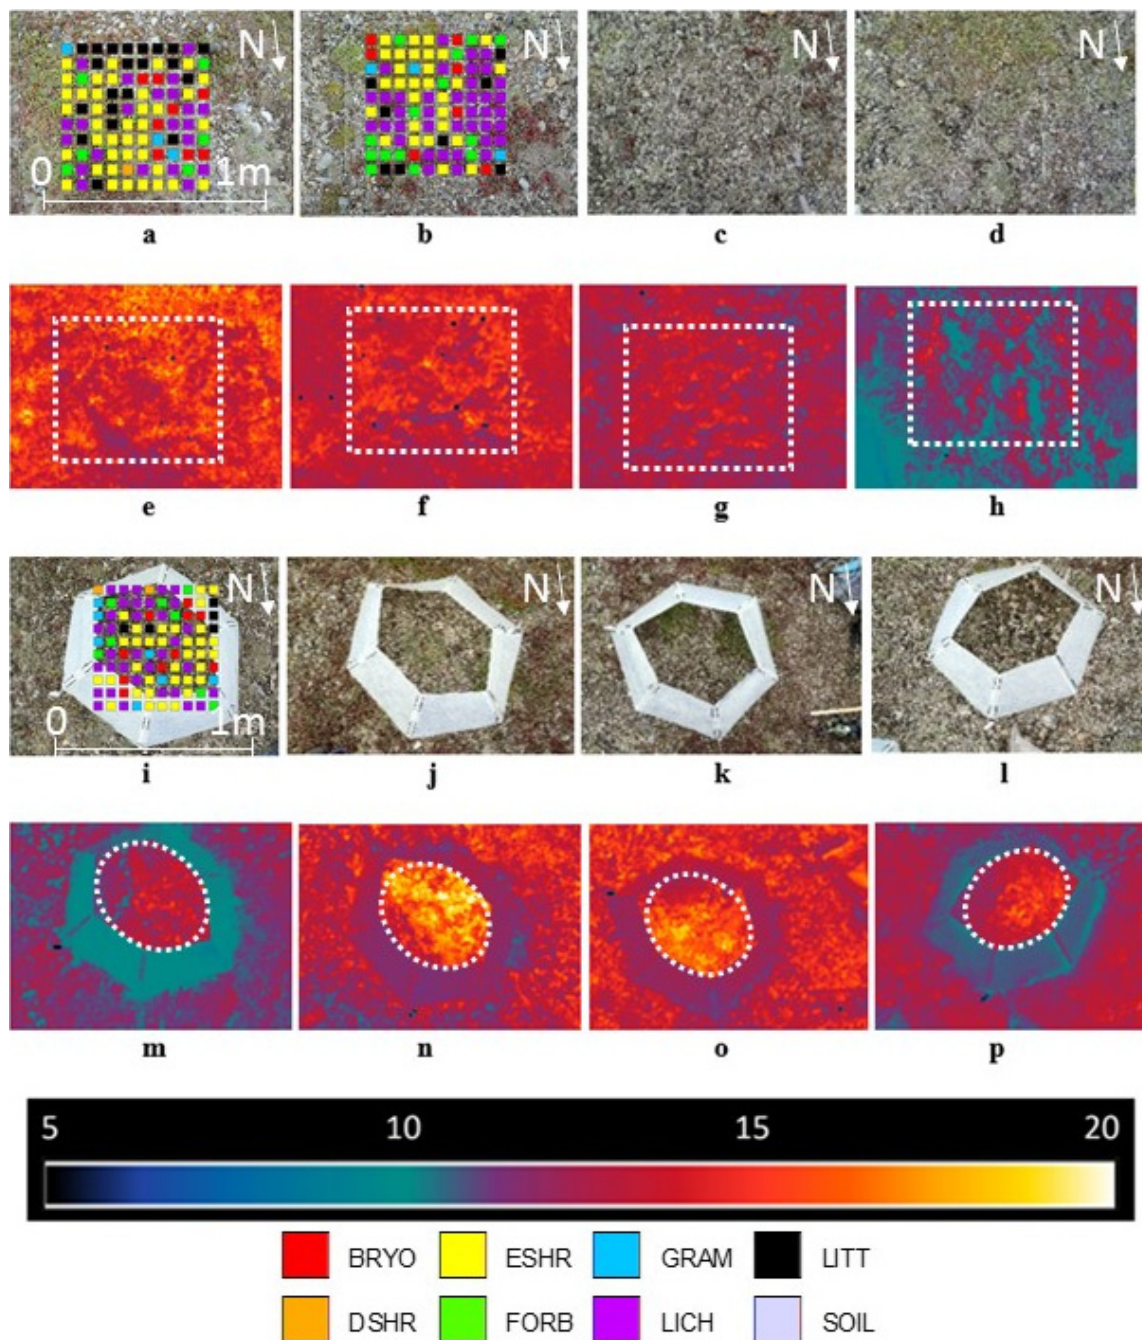 N N N N
0 1m
a b c d
e f g h
N N N N
0 1m
i j k l
m n o p
5 10 15 20
BRYO ESHR GRAM LITT
DSHR FORB LICH SOIL